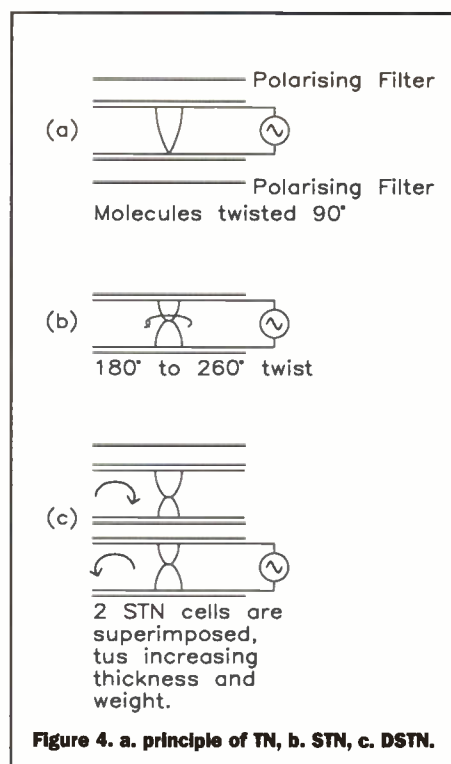 Polarising Filter
(a)
Polarising Filter
Molecules twisted 90°
(b)
180° to 260° twist
(c)
2 STN cells are
superimposed,
tus increasing
thickness and
weight.
Figure 4. a. principle of TN, b. STN, c. DSTN.